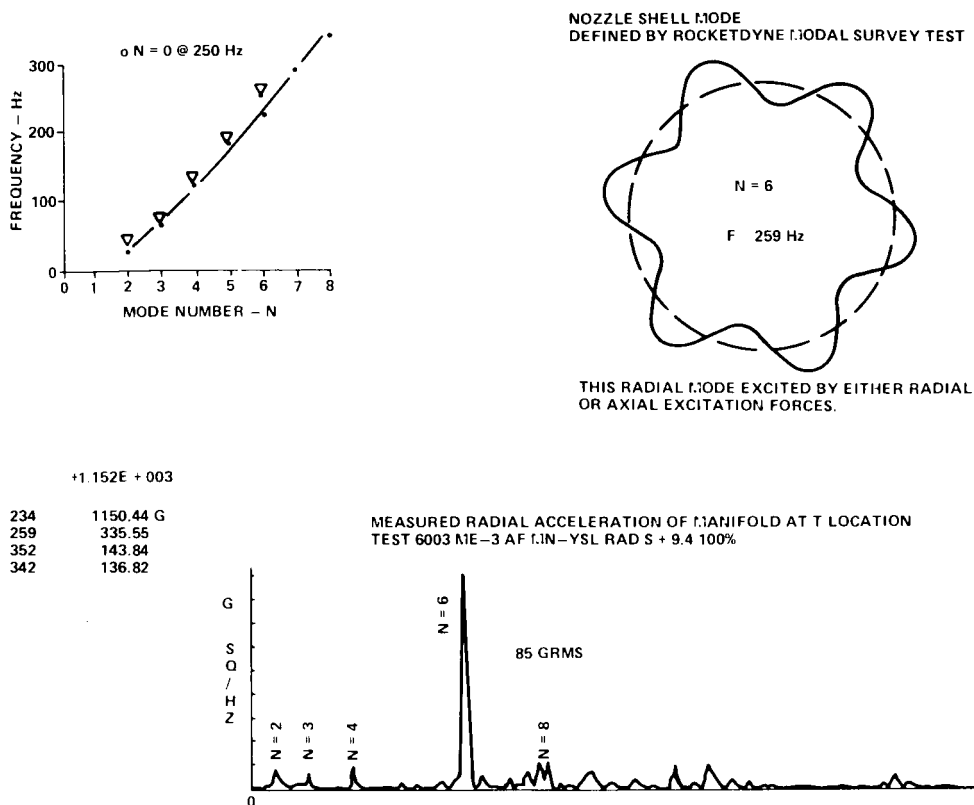 o N = 0 @ 250 Hz
300
200
100
0
FREQUENCY – Hz
0 1 2 3 4 5 6 7 8
MODE NUMBER – N
NOZZLE SHELL MODE
DEFINED BY ROCKETDYNE MODAL SURVEY TEST
N = 6
F 259 Hz
THIS RADIAL MODE EXCITED BY EITHER RADIAL
OR AXIAL EXCITATION FORCES.
+1.152E + 003
234 1150.44 G
259 335.55
352 143.84
342 136.82
MEASURED RADIAL ACCELERATION OF MANIFOLD AT T LOCATION
TEST 6003 ME–3 AF MN–YSL RAD S + 9.4 100%
G SQ/HZ
N = 2
N = 3
N = 4
N = 6
85 GRMS
N = 8
0